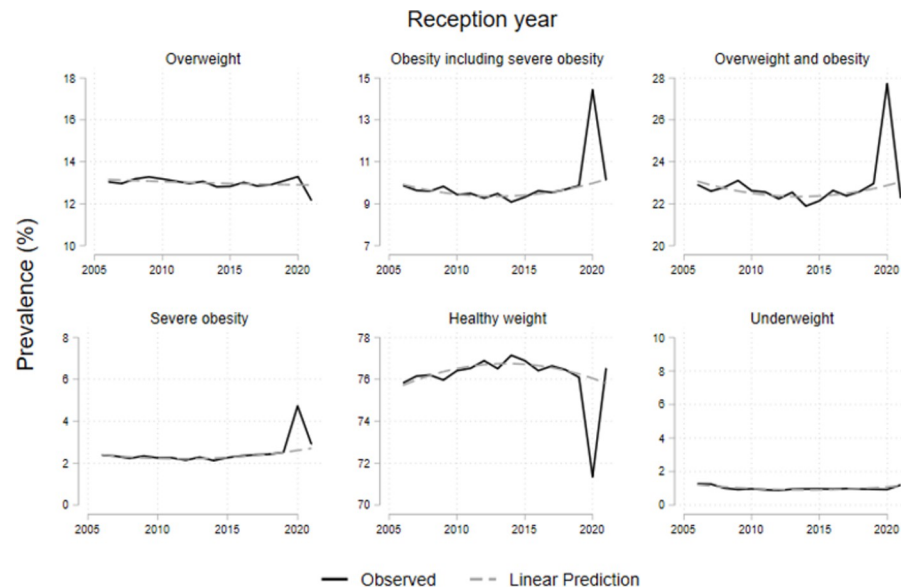 Reception year
Overweight
Obesity including severe obesity
Overweight and obesity
18
16
14
12
10
2005 2010 2015 2020
15
13
11
9
7
2005 2010 2015 2020
28
26
24
22
20
2005 2010 2015 2020
Prevalence (%)
Severe obesity
Healthy weight
Underweight
8
6
4
2
0
2005 2010 2015 2020
78
76
74
72
70
2005 2010 2015 2020
10
8
6
4
2
0
2005 2010 2015 2020
Observed Linear Prediction